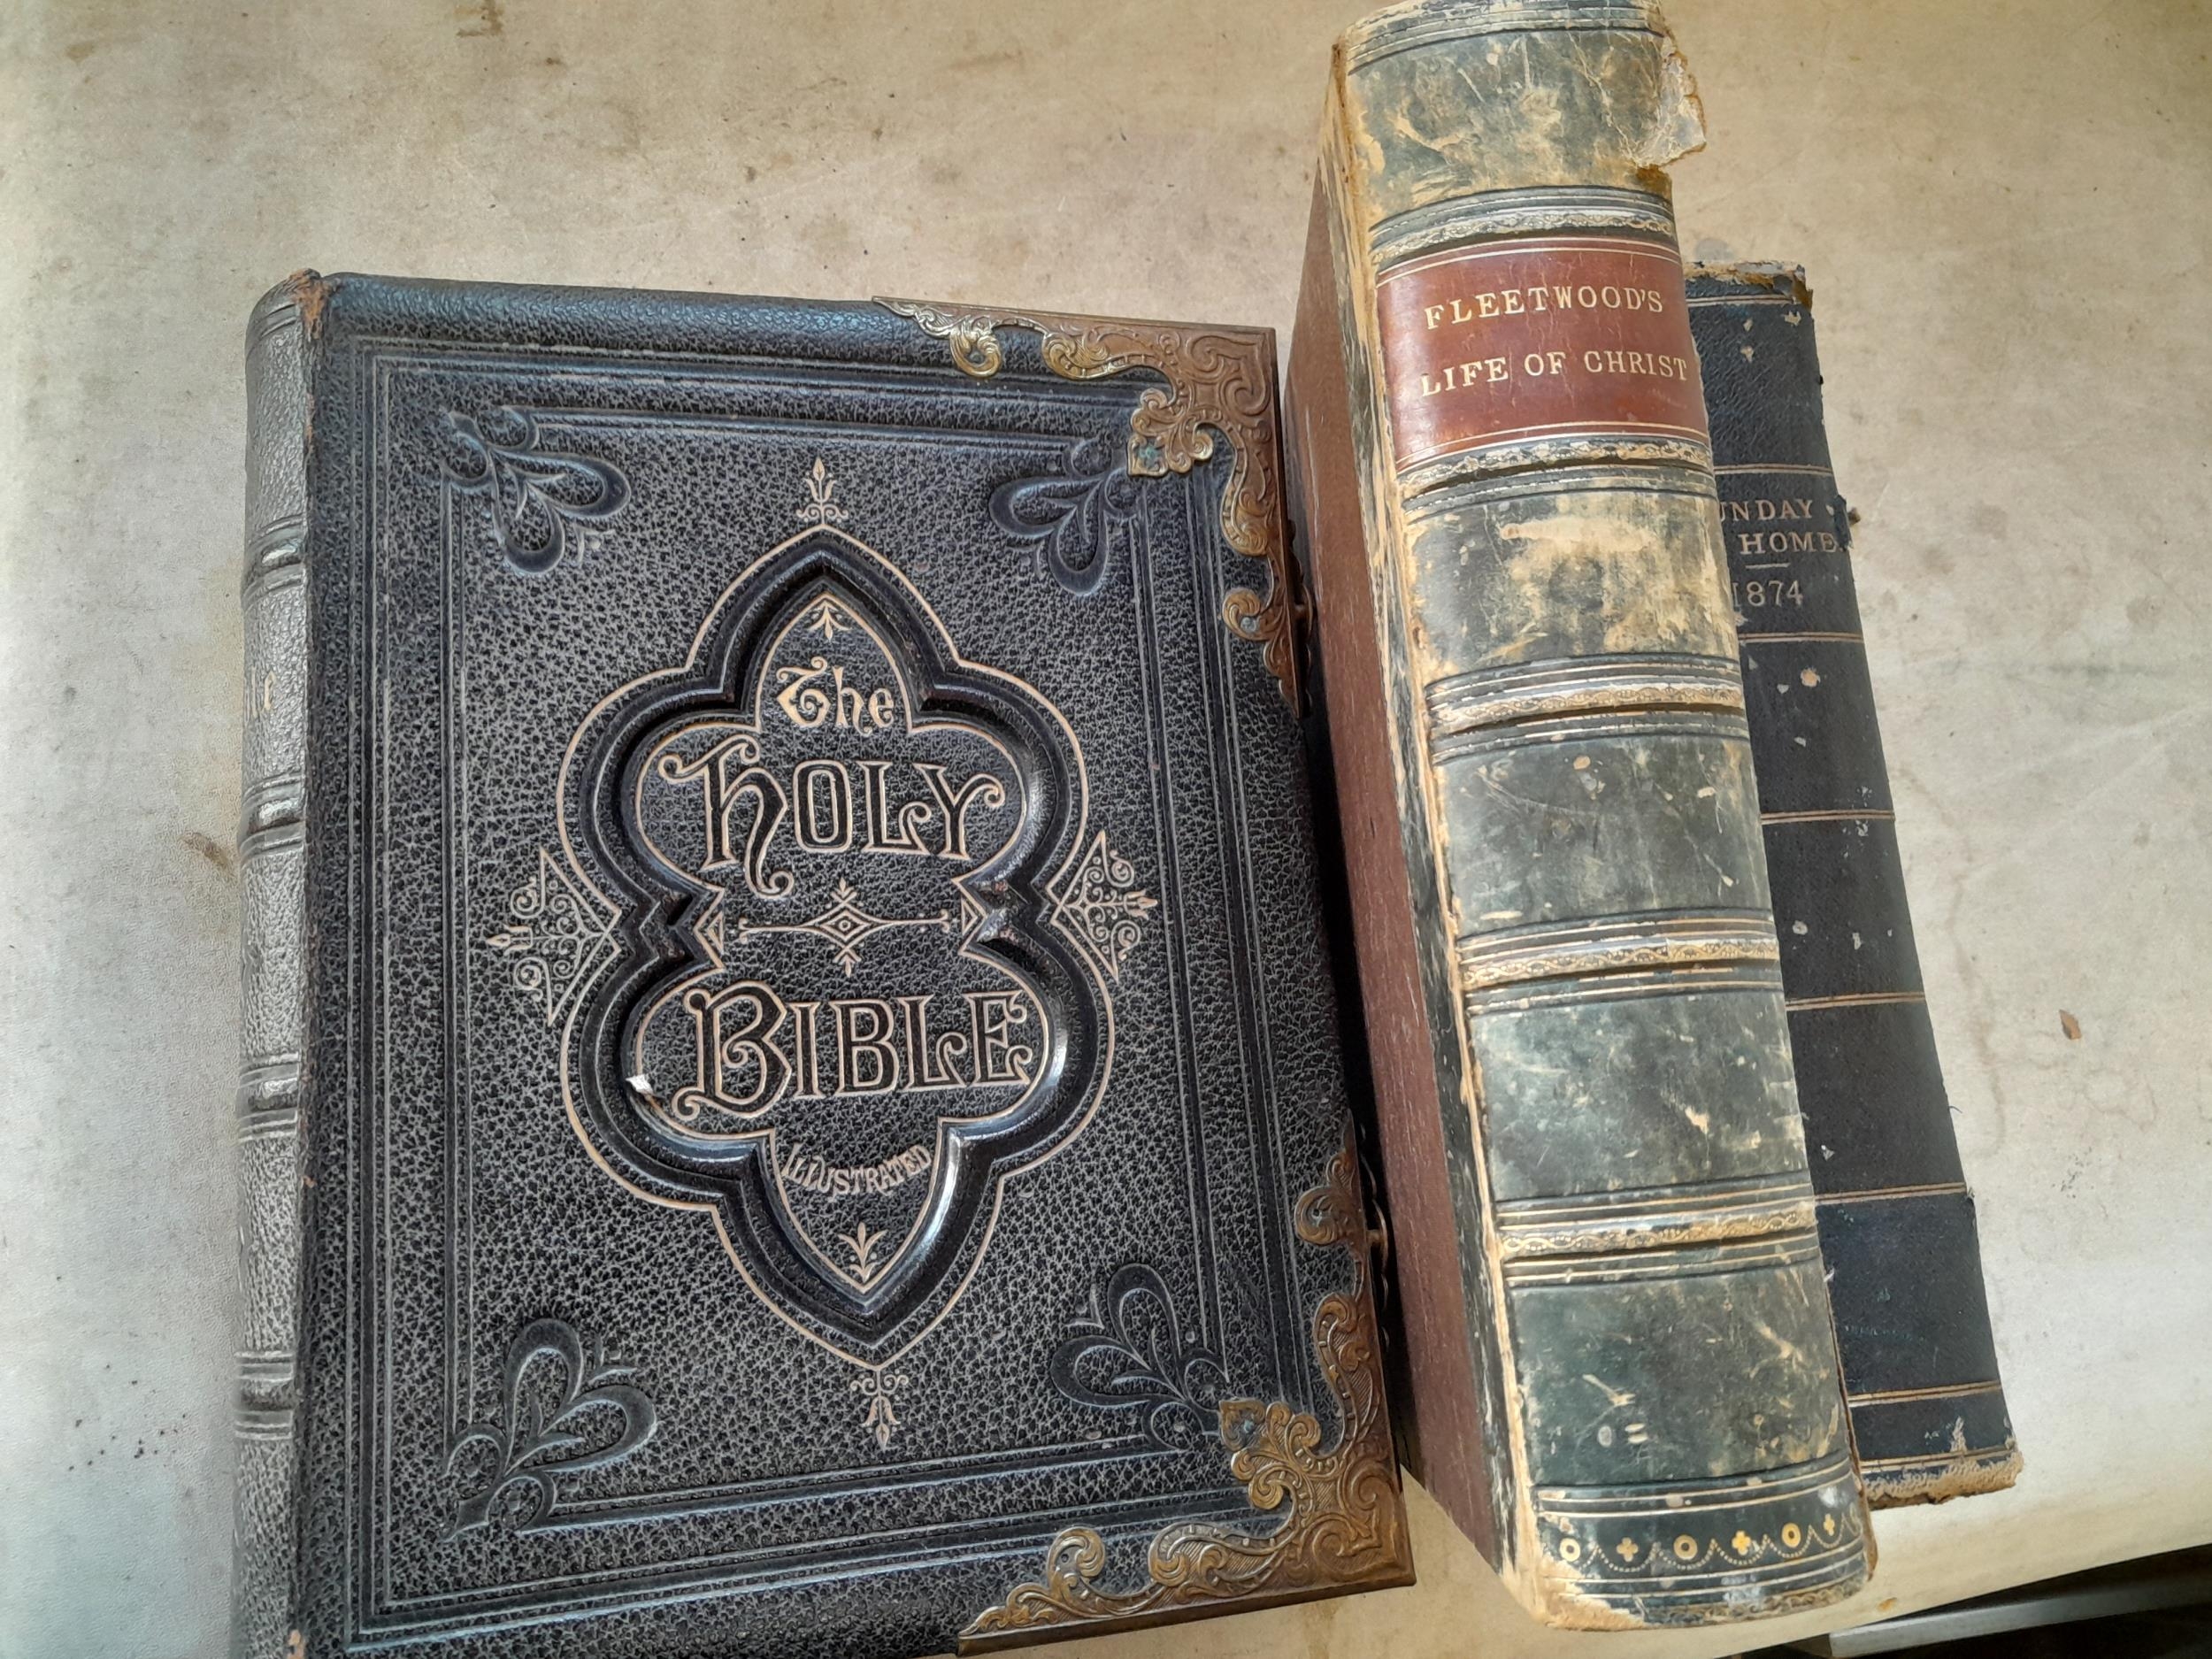 The
HOLY
BIBLE
ILLUSTRATED
FLEETWOOD'S
LIFE OF CHRIST
UNDAY
HOME
1874